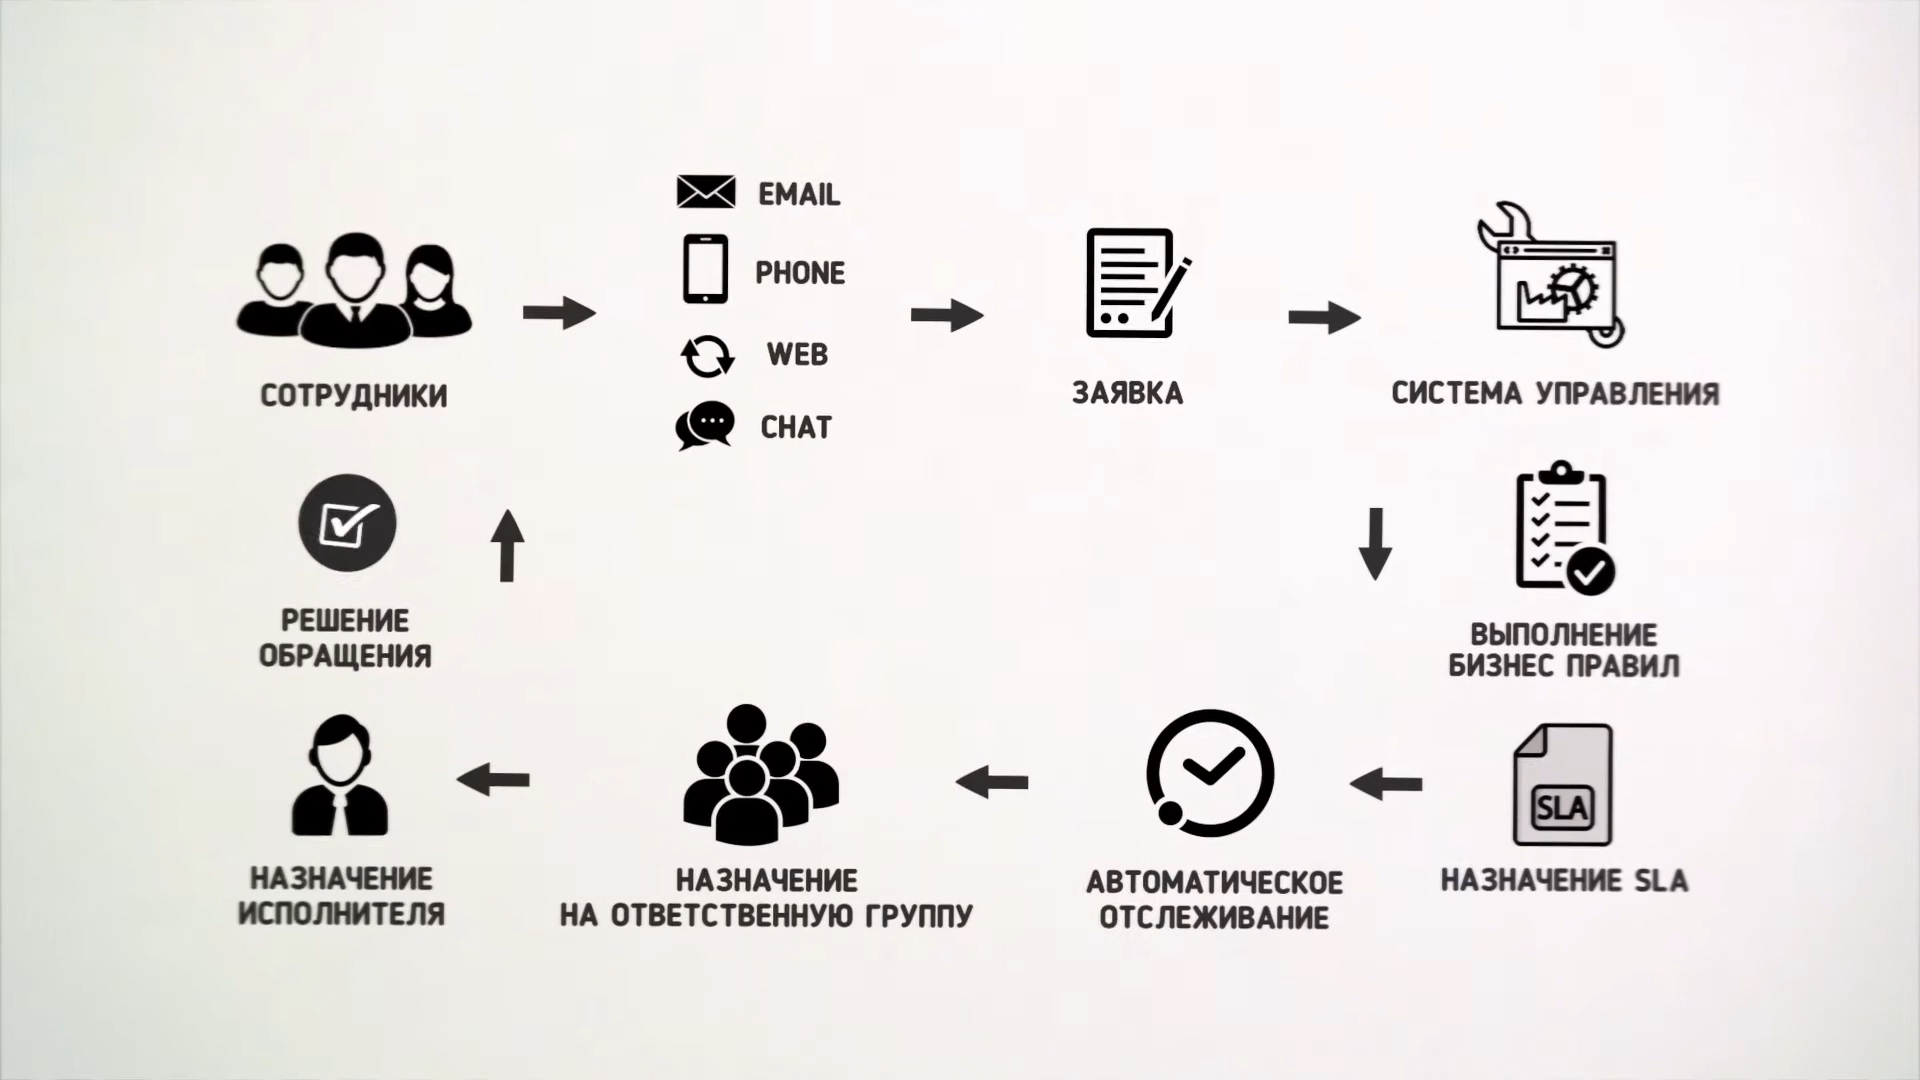 EMAIL
PHONE
WEB
CHAT
СОТРУДНИКИ
ЗАЯВКА
СИСТЕМА УПРАВЛЕНИЯ
РЕШЕНИЕ
ОБРАЩЕНИЯ
ВЫПОЛНЕНИЕ
БИЗНЕС ПРАВИЛ
SLA
НАЗНАЧЕНИЕ
ИСПОЛНИТЕЛЯ
НАЗНАЧЕНИЕ
НА ОТВЕТСТВЕННУЮ ГРУППУ
АВТОМАТИЧЕСКОЕ
ОТСЛЕЖИВАНИЕ
НАЗНАЧЕНИЕ SLA